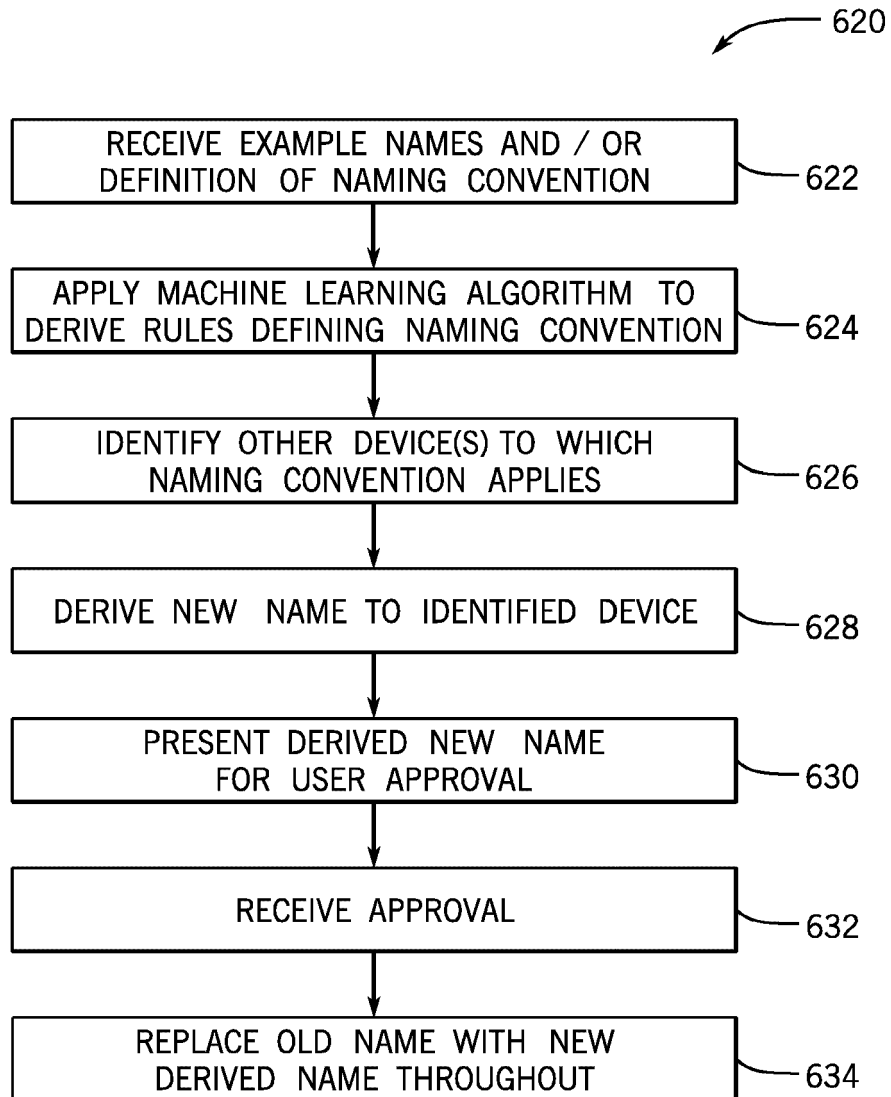 620
RECEIVE EXAMPLE NAMES AND / OR
DEFINITION OF NAMING CONVENTION
622
APPLY MACHINE LEARNING ALGORITHM TO
DERIVE RULES DEFINING NAMING CONVENTION
624
IDENTIFY OTHER DEVICE(S) TO WHICH
NAMING CONVENTION APPLIES
626
DERIVE NEW NAME TO IDENTIFIED DEVICE
628
PRESENT DERIVED NEW NAME
FOR USER APPROVAL
630
RECEIVE APPROVAL
632
REPLACE OLD NAME WITH NEW
DERIVED NAME THROUGHOUT
634